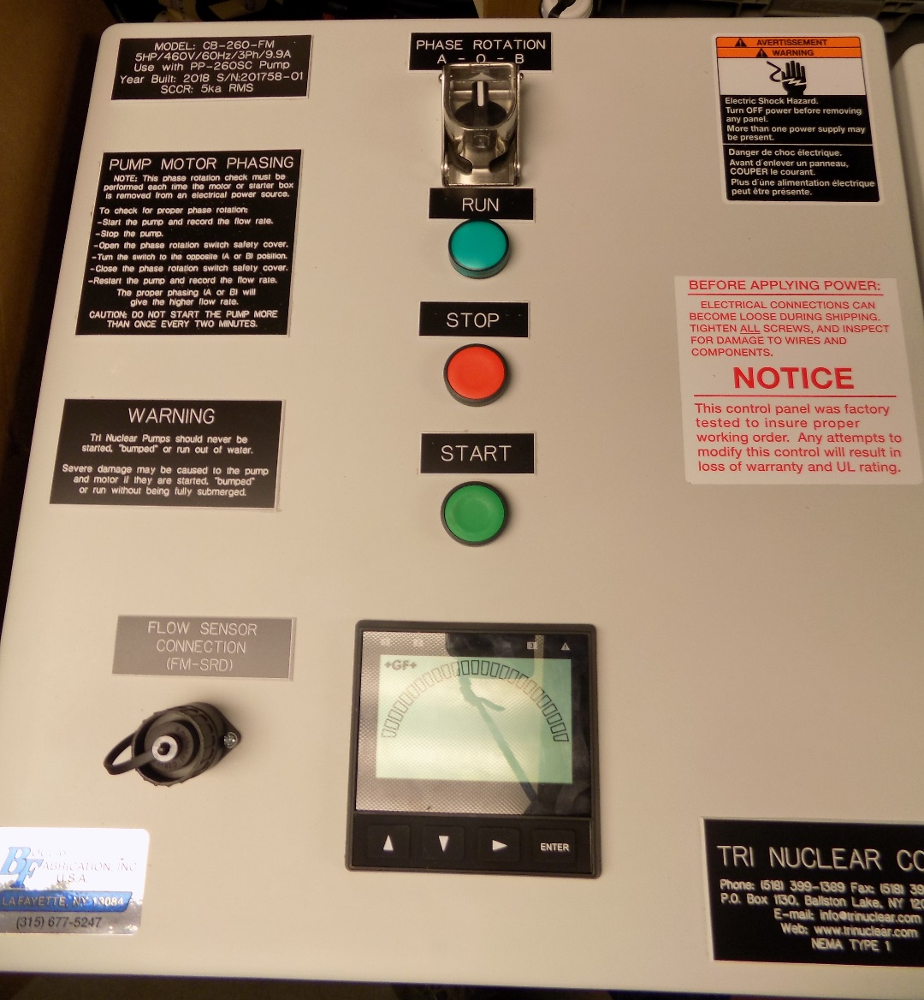 MODEL: CB-260-FM
5HP/460V/60Hz/3Ph/9.9A
Use with PP-260SC Pump
Year Built: 2018 S/N:201758-01
SCCR: 5ka RMS
PHASE ROTATION
A - O - B
AVERTISSEMENT
WARNING
Electric Shock Hazard.
Turn OFF power before removing
any panel.
More than one power supply may
be present.
Danger de choc électrique.
Avant d'enlever un panneau,
COUPER le courant.
Plus d'úne alimentation électrique
peut être présente.
PUMP MOTOR PHASING
NOTE: This phase rotation check must be
performed each time the motor or starter box
is removed from an electrical power source.
To check for proper phase rotation:
-Start the pump and record the flow rate.
-Stop the pump.
-Open the phase rotation switch safety cover.
-Turn the switch to the opposite (A or B) position.
-Close the phase rotation switch safety cover.
-Restart the pump and record the flow rate.
The proper phasing (A or B) will
give the higher flow rate.
CAUTION: DO NOT START THE PUMP MORE
THAN ONCE EVERY TWO MINUTES.
RUN
STOP
START
BEFORE APPLYING POWER:
ELECTRICAL CONNECTIONS CAN
BECOME LOOSE DURING SHIPPING.
TIGHTEN ALL SCREWS, AND INSPECT
FOR DAMAGE TO WIRES AND
COMPONENTS.
NOTICE
This control panel was factory
tested to insure proper
working order. Any attempts to
modify this control will result in
loss of warranty and UL rating.
WARNING
Tri Nuclear Pumps should never be
started, "bumped" or run out of water.
Severe damage may be caused to the pump
and motor if they are started, "bumped"
or run without being fully submerged.
FLOW SENSOR
CONNECTION
(FM-SRD)
+GF+
ENTER
BF
FABRICATION, INC
U.S.A.
LAFAYETTE, NY 13084
(315) 677-5247
TRI NUCLEAR CO
Phone: (518) 399-1389 Fax: (518) 39
P.O. Box 1130, Ballston Lake, NY 120
E-mail: info@trinuclear.com
Web: www.trinuclear.com
NEMA TYPE 1